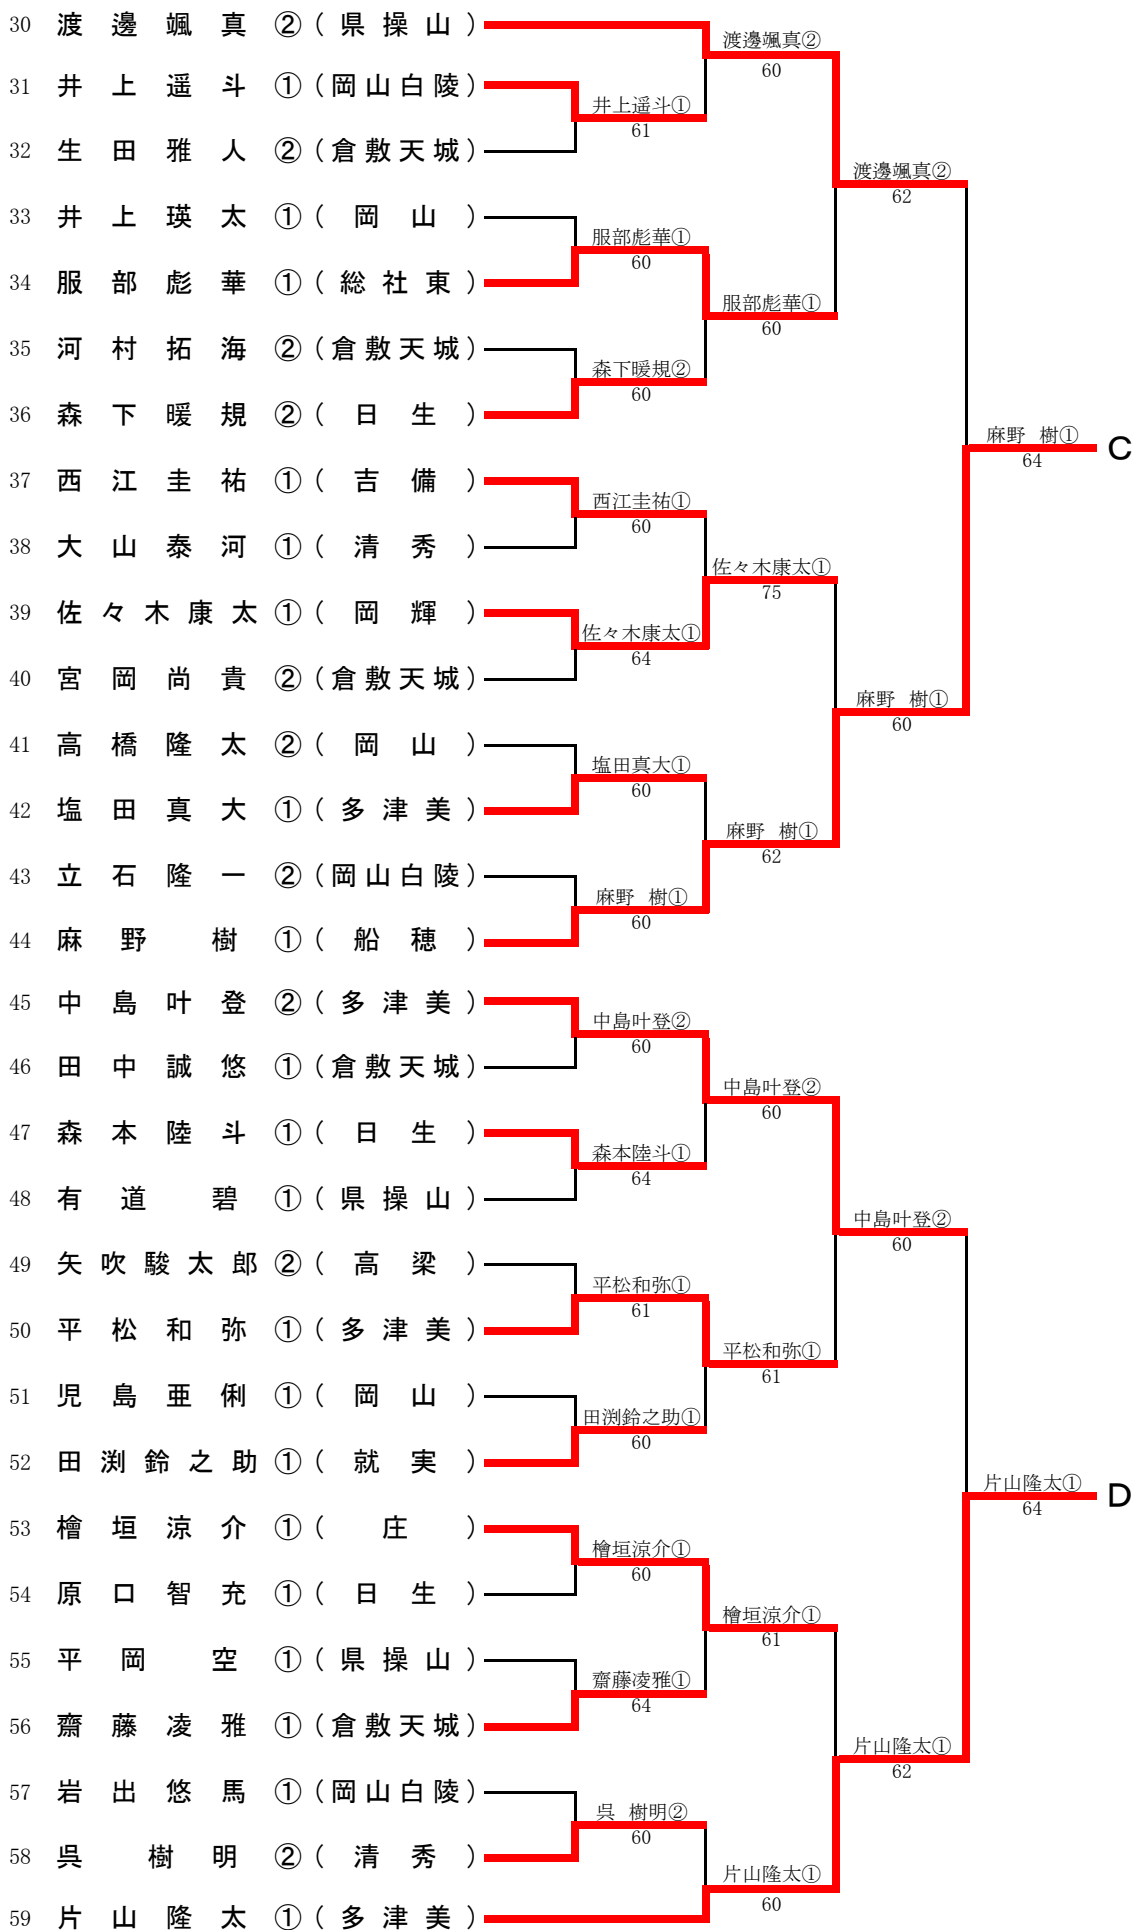 30 渡邊颯真 ② (県操山)
31 井上遥斗 ① (岡山白陵)
32 生田雅人 ② (倉敷天城)
33 井上瑛太 ① (岡山)
34 服部彪華 ① (総社東)
35 河村拓海 ② (倉敷天城)
36 森下暖規 ② (日生)
37 西江圭祐 ① (吉備)
38 大山泰河 ① (清秀)
39 佐々木康太 ① (岡輝)
40 宮岡尚貴 ② (倉敷天城)
41 高橋隆太 ② (岡山)
42 塩田真大 ① (多津美)
43 立石隆一 ② (岡山白陵)
44 麻野樹 ① (船穂)
45 中島叶登 ② (多津美)
46 田中誠悠 ① (倉敷天城)
47 森本陸斗 ① (日生)
48 有道碧 ① (県操山)
49 矢吹駿太郎 ② (高梁)
50 平松和弥 ① (多津美)
51 児島亜俐 ① (岡山)
52 田渕鈴之助 ① (就実)
53 檜垣涼介 ① (庄)
54 原口智充 ① (日生)
55 平岡空 ① (県操山)
56 齋藤凌雅 ① (倉敷天城)
57 岩出悠馬 ① (岡山白陵)
58 呉樹明 ② (清秀)
59 片山隆太 ① (多津美)
井上遥斗①
61
服部彪華①
60
森下暖規②
60
西江圭祐①
60
佐々木康太①
64
塩田真大①
60
麻野 樹①
60
中島叶登②
60
森本陸斗①
64
平松和弥①
61
田渕鈴之助①
60
檜垣涼介①
60
齋藤凌雅①
64
呉 樹明②
60
渡邊颯真②
60
服部彪華①
60
佐々木康太①
75
麻野 樹①
62
中島叶登②
60
平松和弥①
61
檜垣涼介①
61
片山隆太①
60
渡邊颯真②
62
麻野 樹①
60
中島叶登②
60
片山隆太①
62
麻野 樹①
64
C
片山隆太①
64
D